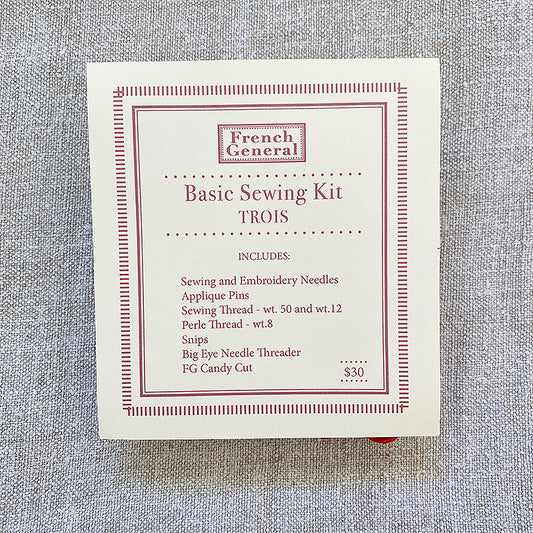 French
General
Basic Sewing Kit
TROIS
INCLUDES:
Sewing and Embroidery Needles
Applique Pins
Sewing Thread - wt. 50 and wt.12
Perle Thread - wt.8
Snips
Big Eye Needle Threader
FG Candy Cut
$30